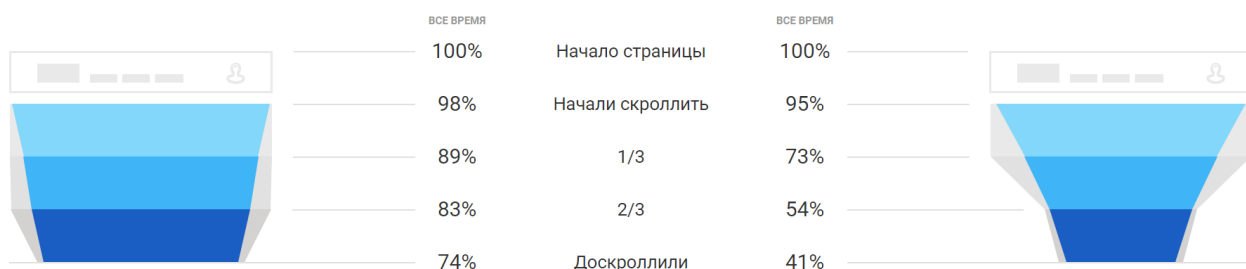 ВСЕ ВРЕМЯ ВСЕ ВРЕМЯ
100% Начало страницы 100%
98% Начали скроллить 95%
89% 1/3 73%
83% 2/3 54%
74% Доскроллили 41%